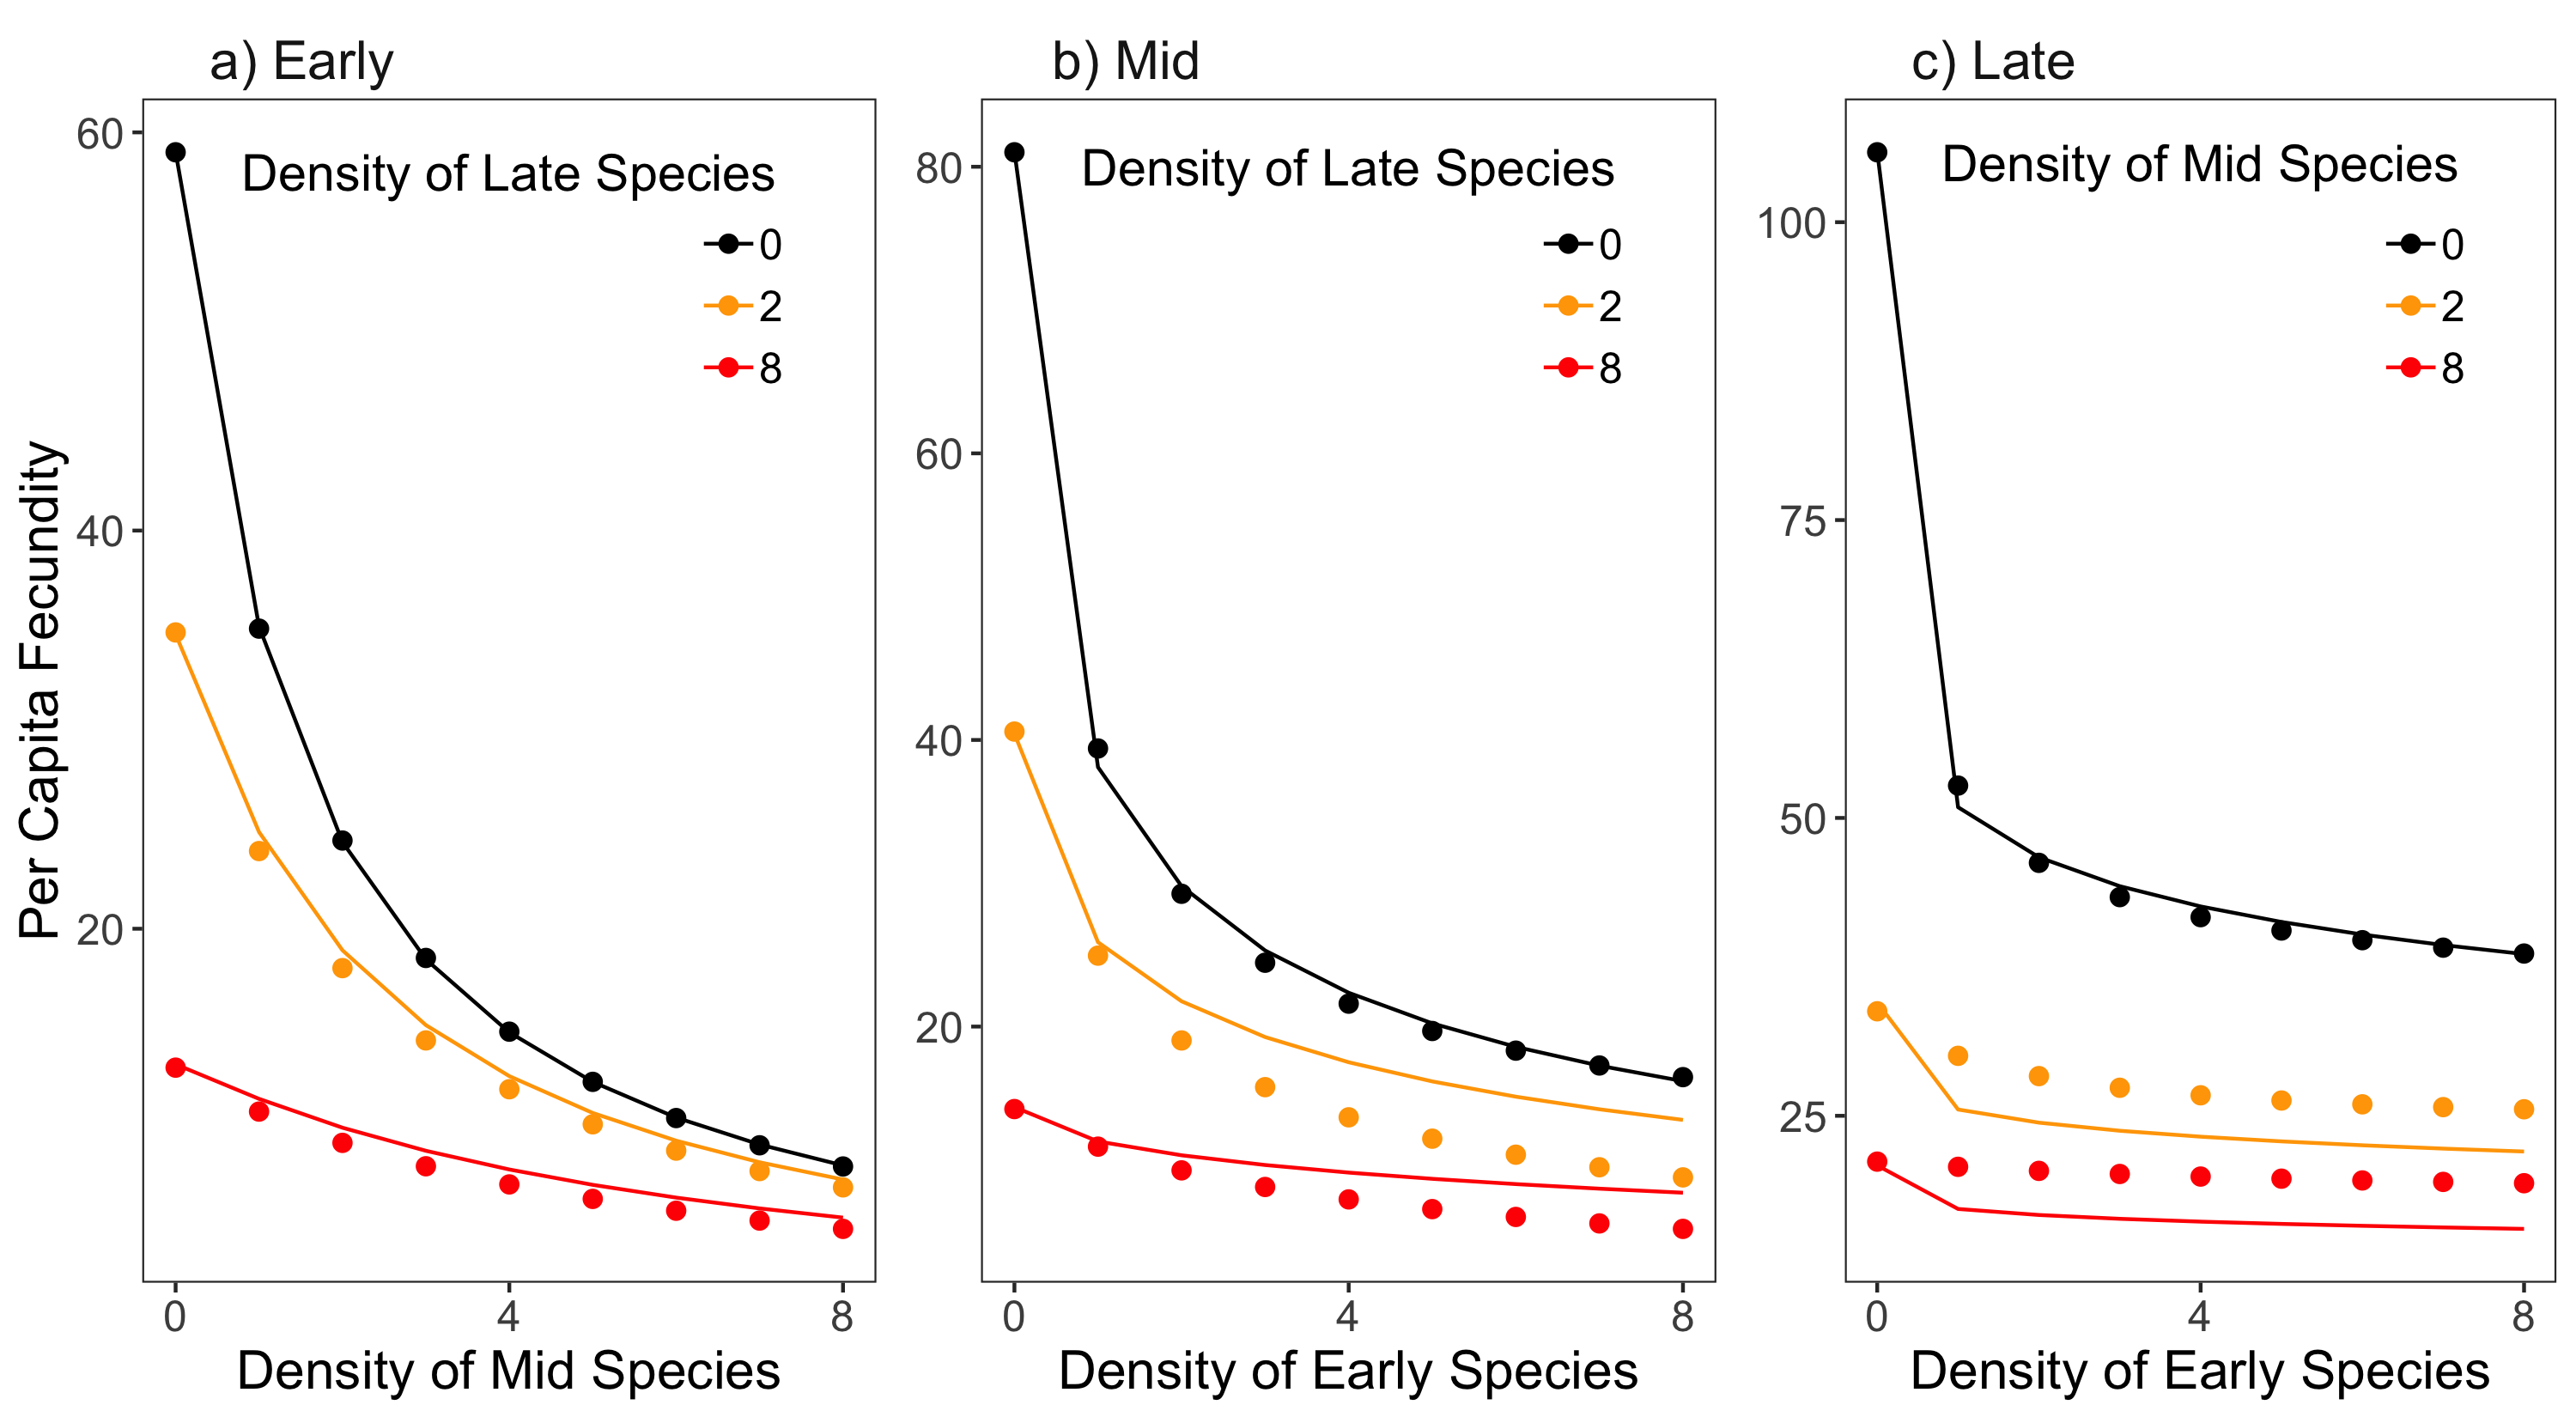 a) Early
b) Mid
c) Late
Per Capita Fecundity
60
40
20
Density of Late Species
0
2
8
0
4
8
Density of Mid Species
80
60
40
20
Density of Late Species
0
2
8
0
4
8
Density of Early Species
100
75
50
25
Density of Mid Species
0
2
8
0
4
8
Density of Early Species